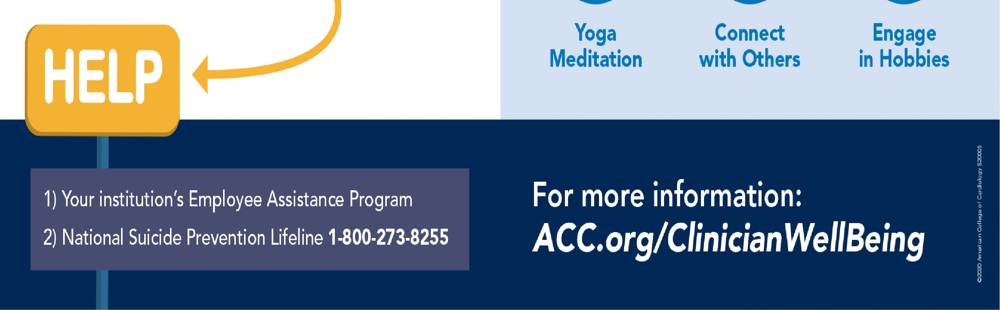 Yoga
Meditation
Connect
with Others
Engage
in Hobbies
HELP
1) Your institution’s Employee Assistance Program
2) National Suicide Prevention Lifeline 1-800-273-8255
For more information:
ACC.org/ClinicianWellBeing
©2020 American College of Cardiology S20005